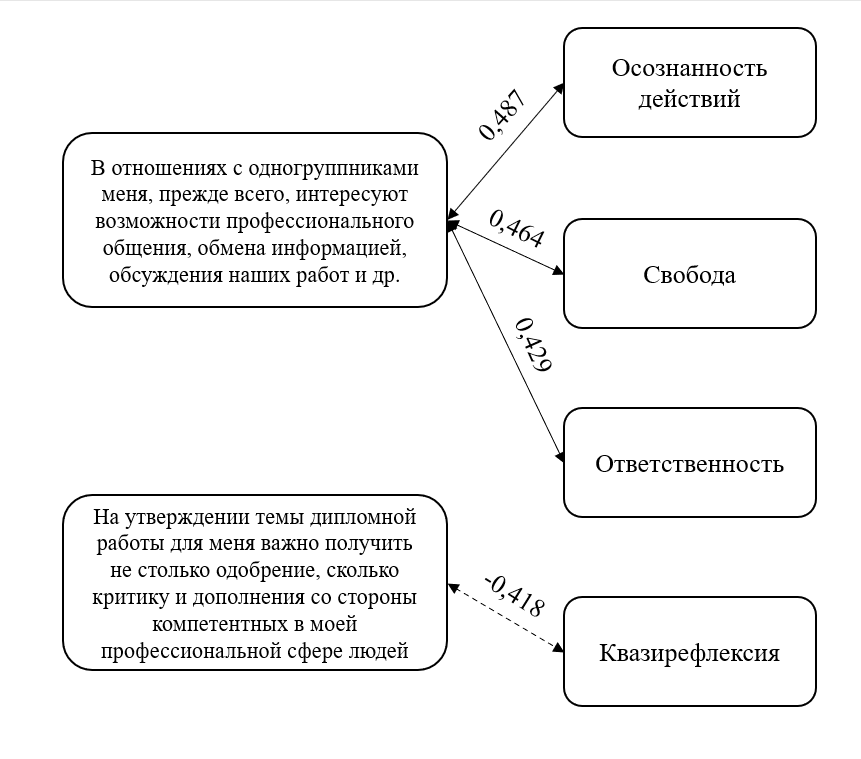 Осознанность
действий
0,487
В отношениях с одногруппниками
меня, прежде всего, интересуют
возможности профессионального
общения, обмена информацией,
обсуждения наших работ и др.
0,464
Свобода
0,429
Ответственность
На утверждении темы дипломной
работы для меня важно получить
не столько одобрение, сколько
критику и дополнения со стороны
компетентных в моей
профессиональной сфере людей
-0,418
Квазирефлексия